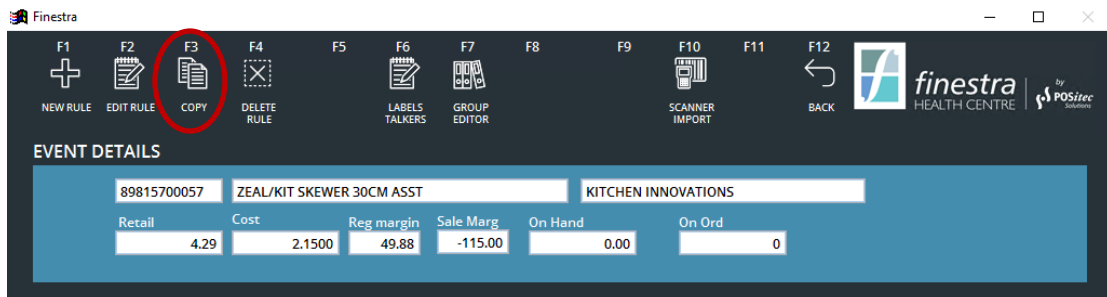 Finestra
F1 F2 F3 F4 F5 F6 F7 F8 F9 F10 F11 F12
NEW RULE EDIT RULE COPY DELETE RULE LABELS TALKERS GROUP EDITOR SCANNER IMPORT BACK
finestra
HEALTH CENTRE
by
POSitec
Solutions
EVENT DETAILS
89815700057 ZEAL/KIT SKEWER 30CM ASST KITCHEN INNOVATIONS
Retail Cost Reg margin Sale Marg On Hand On Ord
4.29 2.1500 49.88 -115.00 0.00 0